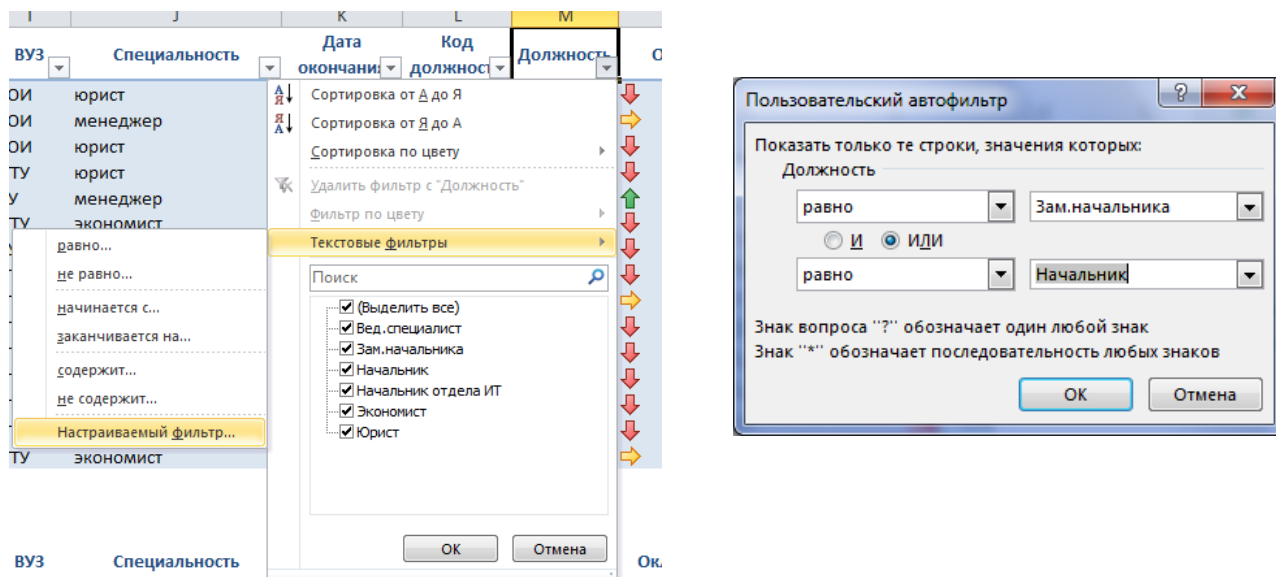 I J K L M
ВУЗ Специальность Дата окончани Код должност Должность О
ОИ юрист
ОИ менеджер
ОИ юрист
ТУ юрист
У менеджер
ТУ экономист
Сортировка от А до Я
Сортировка от Я до А
Сортировка по цвету
Удалить фильтр с "Должность"
Фильтр по цвету
Текстовые фильтры
равно...
не равно...
начинается с...
заканчивается на...
содержит...
не содержит...
Настраиваемый фильтр...
Поиск
(Выделить все)
Вед.специалист
Зам.начальника
Начальник
Начальник отдела ИТ
Экономист
Юрист
ТУ экономист
ОК Отмена
ВУЗ Специальность Ок
Пользовательский автофильтр
Показать только те строки, значения которых:
Должность
равно Зам.начальника
И ИЛИ
равно Начальник
Знак вопроса "?" обозначает один любой знак
Знак "*" обозначает последовательность любых знаков
ОК Отмена